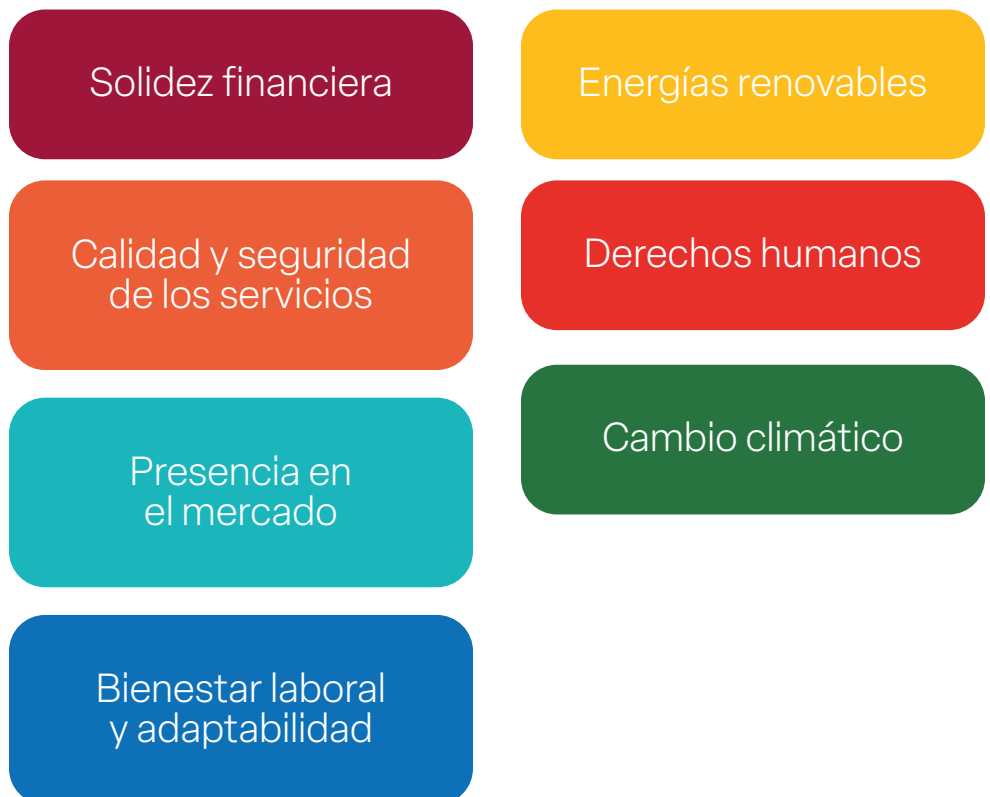 Solidez financiera
Calidad y seguridad
de los servicios
Presencia en
el mercado
Bienestar laboral
y adaptabilidad
Energías renovables
Derechos humanos
Cambio climático